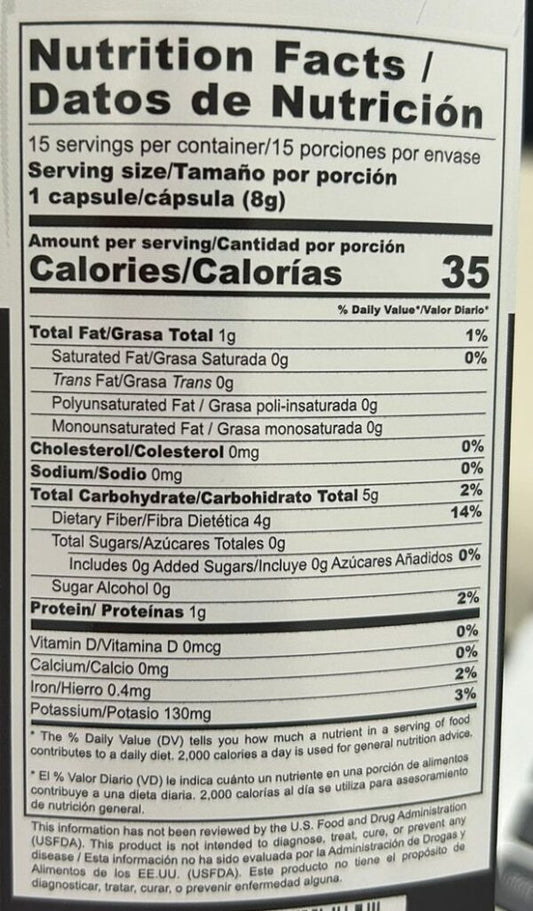 Nutrition Facts /
Datos de Nutrición
15 servings per container/15 porciones por envase
Serving size/Tamaño por porción
1 capsule/cápsula (8g)
Amount per serving/Cantidad por porción
Calories/Calorías 35
% Daily Value*/Valor Diario*
Total Fat/Grasa Total 1g 1%
Saturated Fat/Grasa Saturada 0g 0%
Trans Fat/Grasa Trans 0g
Polyunsaturated Fat / Grasa poli-insaturada 0g
Monounsaturated Fat / Grasa monosaturada 0g
Cholesterol/Colesterol 0mg 0%
Sodium/Sodio 0mg 0%
Total Carbohydrate/Carbohidrato Total 5g 2%
Dietary Fiber/Fibra Dietética 4g 14%
Total Sugars/Azúcares Totales 0g
Includes 0g Added Sugars/Incluye 0g Azúcares Añadidos 0%
Sugar Alcohol 0g
Protein/ Proteínas 1g 2%
Vitamin D/Vitamina D 0mcg 0%
Calcium/Calcio 0mg 0%
Iron/Hierro 0.4mg 2%
Potassium/Potasio 130mg 3%
* The % Daily Value (DV) tells you how much a nutrient in a serving of food
contributes to a daily diet. 2,000 calories a day is used for general nutrition advice.
* El % Valor Diario (VD) le indica cuánto un nutriente en una porción de alimentos
contribuye a una dieta diaria. 2,000 calorías al día se utiliza para asesoramiento
de nutrición general.
This information has not been reviewed by the U.S. Food and Drug Administration
(USFDA). This product is not intended to diagnose, treat, cure, or prevent any
disease / Esta información no ha sido evaluada por la Administración de Drogas y
Alimentos de los EE.UU. (USFDA). Este producto no tiene el propósito de
diagnosticar, tratar, curar, o prevenir enfermedad alguna.